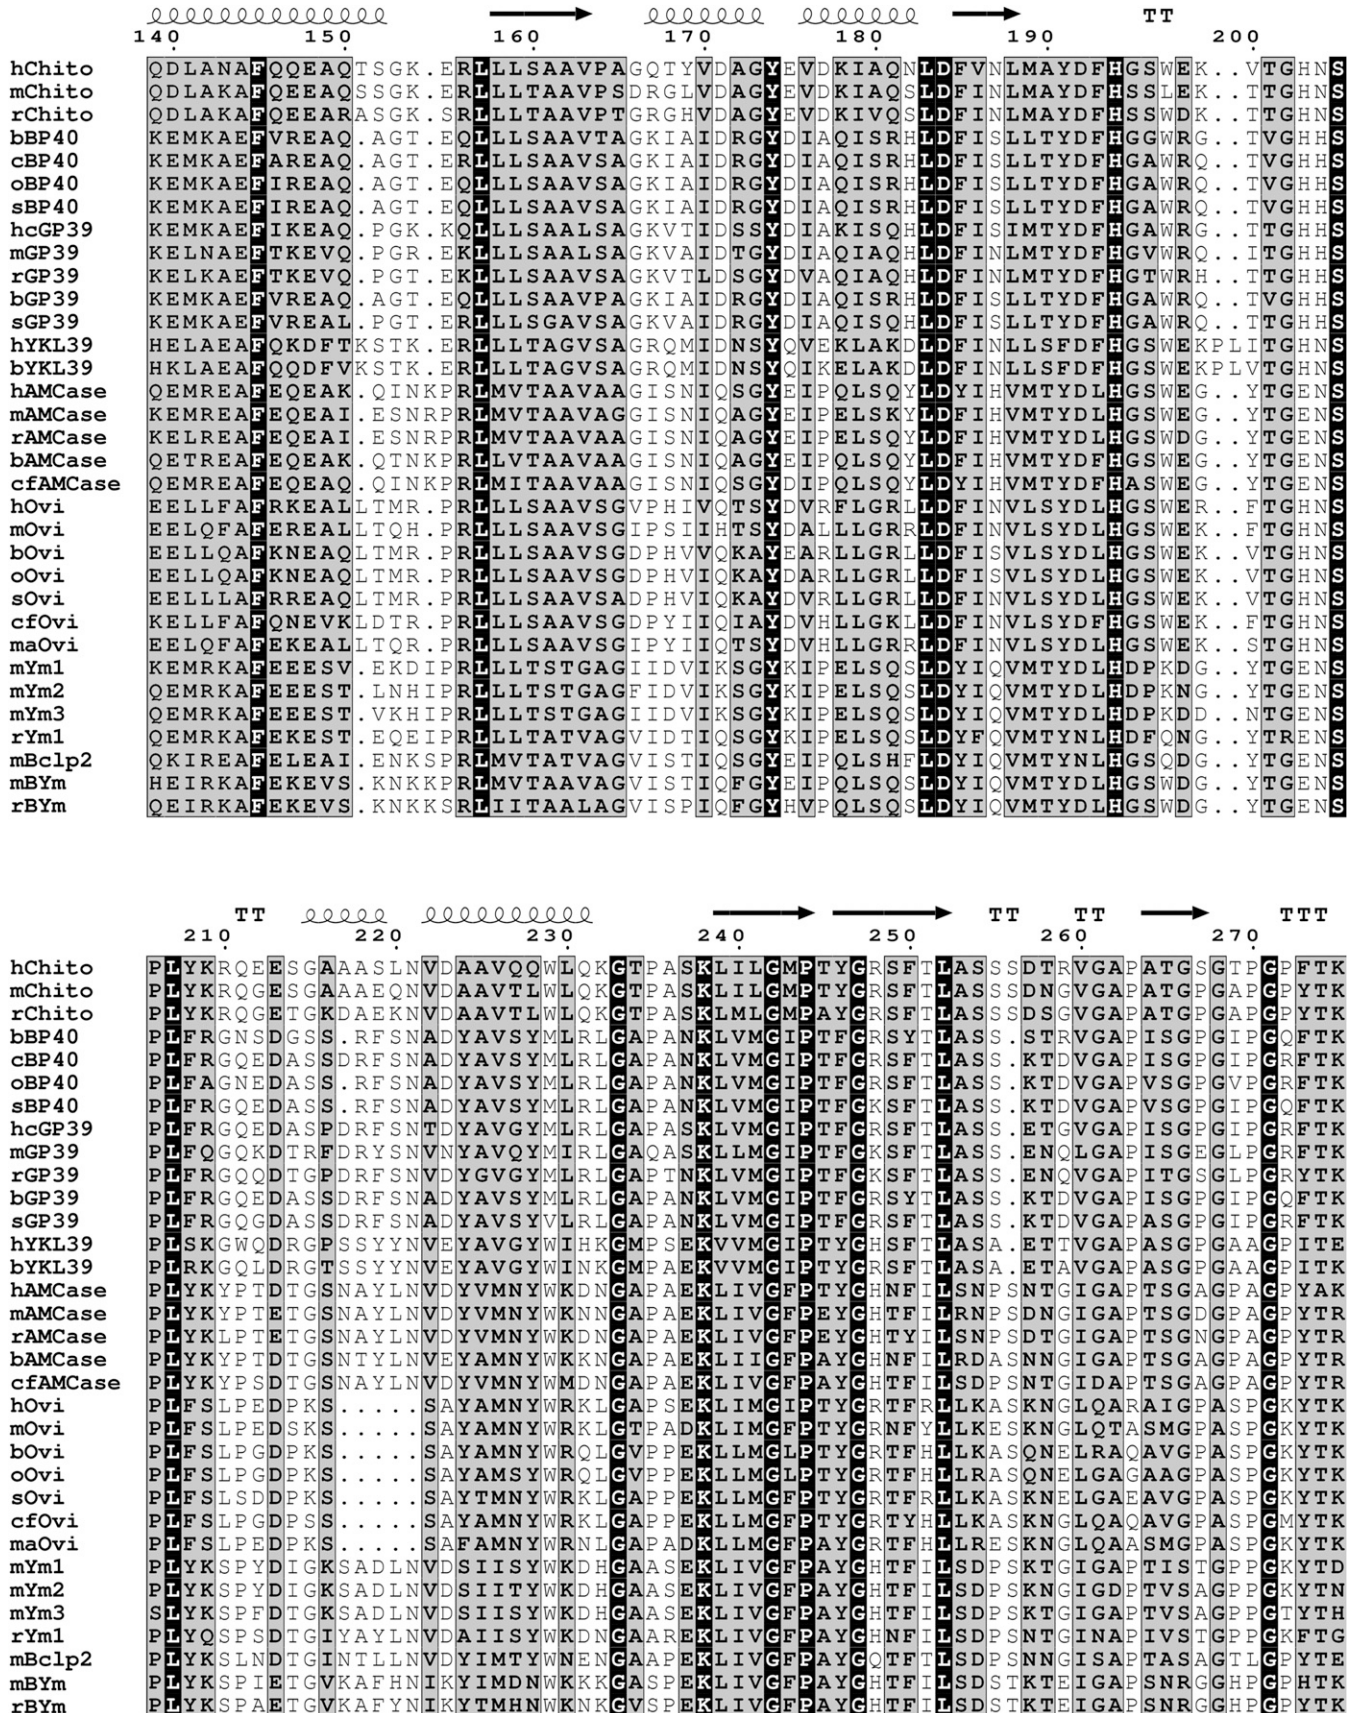 TT
140 150 160 170 180 190 200
hChito QDLANAFQQEAQTSGK.ERLLLSAAVPAGQTYVDAGYEVDKIAQNLDFVNLMAYDFHGSWEK..VTGHNS
mChito QDLAKAFQEEAQSSGK.ERLLLTAAVPSDRGLVDAGYEVDKIAQSLDFINLMAYDFHSSLEK..TTGHNS
rChito QDLAKAFQEEARASGK.SRLLLTAAVPTGRGHVDAGYEVDKIVQSLDFINLMAYDFHSSWDK..TTGHNS
bBP40 KEMKAEFVREAQ.AGT.EQLLLSAAVTAGKIAIDRGYDIAQISRHLDFISLLTYDFHGGWRG..TVGHHS
cBP40 KEMKAEFAREAQ.AGT.ERLLLSAAVSAGKIAIDRGYDIAQISRHLDFISLLTYDFHGAWRQ..TVGHHS
oBP40 KEMKAEFIREAQ.AGT.EQLLLSAAVSAGKIAIDRGYDIAQISRHLDFISLLTYDFHGAWRQ..TVGHHS
sBP40 KEMKAEFIREAQ.AGT.EQLLLSAAVSAGKIAIDRGYDIAQISRHLDFISLLTYDFHGAWRQ..TVGHHS
hcGP39 KEMKAEFIKEAQ.PGK.KQLLLSAALSAGKVTIDSSYDIAKISQHLDFISIMTYDFHGAWRG..TTGHHS
mGP39 KELNAEFTKEVQ.PGR.EKLLLSAALSAGKVAIDTGYDIAQIAQHLDFINLMTYDFHGVWRQ..ITGHHS
rGP39 KELKAEFTKEVQ.PGT.EKLLLSAAVSAGKVTLDSGYDVAQIAQHLDFINLMTYDFHGTWRH..TTGHHS
bGP39 KEMKAEFVREAQ.AGT.EQLLLSAAVPAGKIAIDRGYDIAQISRHLDFISLLTYDFHGAWRQ..TVGHHS
sGP39 KEMKAEFVREAL.PGT.ERLLLSGAVSAGKVAIDRGYDIAQISQHLDFISLLTYDFHGAWRQ..TTGHHS
hYKL39 HELAEAFQKDFTKSTK.ERLLLTAGVSAGRQMIDNSYQVEKLAKDLDFINLLSFDFHGSWEKPLITGHNS
bYKL39 HKLAEAFQQDFVKSTK.ERLLLTAGVSAGRQMIDNSYQIKELAKDLDFINLLSFDFHGSWEKPLVTGHNS
hAMCase QEMREAFEQEAK.QINKPRLMVTAAVAAGISNIQSGYEIPQLSQYLDYIHVMTYDLHGSWEG..YTGENS
mAMCase KEMREAFEQEAI.ESNRPRLMVTAAVAGGISNIQAGYEIPELSKYLDFIHVMTYDLHGSWEG..YTGENS
rAMCase KELREAFEQEAI.ESNRPRLMVTAAVAAGISNIQAGYEIPELSQYLDFIHVMTYDLHGSWDG..YTGENS
bAMCase QETREAFEQEAK.QTNKPRLLVTAAVAAGISNIQAGYEIPQLSQYLDFIHVMTYDFHGSWEG..YTGENS
cfAMCase QEMREAFEQEAQ.QINKPRLMITAAVAAGISNIQSGYDIPQLSQYLDYIHVMTYDFHASWEG..YTGENS
hOvi EELLFAFRKEALLTMR.PRLLLSAAVSGVPHIVQTSYDVRFLGRLLDFINVLSYDLHGSWER..FTGHNS
mOvi EELQFAFEREALLTQH.PRLLLSAAVSGIPSIIHTSYDALLLGRRLDFINVLSYDLHGSWEK..FTGHNS
bOvi EELLQAFKNEAQLTMR.PRLLLSAAVSGDPHVVQKAYEARLLGRLLDFISVLSYDLHGSWEK..VTGHNS
oOvi EELLQAFKNEAQLTMR.PRLLLSAAVSGDPHVIQKAYDARLLGRLLDFISVLSYDLHGSWEK..VTGHNS
sOvi EELLLAFRREAQLTMR.PRLLLSAAVSADPHVIQKAYDVRLLGRLLDFINVLSYDLHGSWEK..VTGHNS
cfOvi KELLFAFQNEVKLDTR.PRLLLSAAVSGDPYIIQIAYDVHLLGKLLDFINVLSYDFHGSWEK..FTGHNS
maOvi EELQFAFEKEALLTQR.PRLLLSAAVSGIPYIIQTSYDVHLLGRRLDFINVLSYDLHGSWEK..STGHNS
mYm1 KEMRKAFEEESV.EKDIPRLLLTSTGAGIIDVIKSGYKIPELSQSLDYIQVMTYDLHDPKDG..YTGENS
mYm2 QEMRKAFEEEST.LNHIPRLLLTSTGAGFIDVIKSGYKIPELSQSLDYIQVMTYDLHDPKNG..YTGENS
mYm3 QEMRKAFEEEST.VKHIPRLLLTSTGAGIIDVIKSGYKIPELSQSLDYIQVMTYDLHDPKDD..NTGENS
rYm1 QEMRKAFEKEST.EQEIPRLLLTATVAGVIDTIQSGYKIPELSQSLDYFQVMTYNLHDFQNG..YTRENS
mBclp2 QKIREAFELEAI.ENKSPRLMVTATVAGVISTIQSGYEIPQLSHFLDYIQVMTYNLHGSQDG..YTGENS
mBYm HEIRKAFEKEVS.KNKKPRLMVTAAVAGVISTIQFGYEIPQLSQSLDYIQVMTYDLHGSWDG..YTGENS
rBYm QEIRKAFEKEVS.KNKKSRLIITAALAGVISPIQFGYHVPQLSQSLDYIQVMTYDLHGSWDG..YTGENS
TT TT TT TTT
210 220 230 240 250 260 270
hChito PLYKRQEESGAAASLNVDAAVQQWLQKGTPASKLILGMPTYGRSFTLASSSDTRVGAPATGSGTPGPFTK
mChito PLYKRQGESGAAAEQNVDAAVTLWLQKGTPASKLILGMPTYGRSFTLASSSDNGVGAPATGPGAPGPYTK
rChito PLYKRQGETGKDAEKNVDAAVTLWLQKGTPASKLMLGMPAYGRSFTLASSSDSGVGAPATGPGAPGPYTK
bBP40 PLFRGNSDGSS.RFSNADYAVSYMLRLGAPANKLVMGIPTFGRSYTLASS.STRVGAPISGPGIPGQFTK
cBP40 PLFRGQEDASS.RFSNADYAVSYMLRLGAPANKLVMGIPTFGRSFTLASS.KTDVGAPISGPGIPGRFTK
oBP40 PLFAGNEDASS.RFSNADYAVSYMLRLGAPANKLVMGIPTFGRSFTLASS.KTDVGAPVSGPGVPGRFTK
sBP40 PLFRGQEDASS.RFSNADYAVSYMLRLGAPANKLVMGIPTFGKSFTLASS.KTDVGAPVSGPGIPGQFTK
hcGP39 PLFRGQEDASPDRFSNTDYAVGYMLRLGAPASKLVMGIPTFGRSFTLASS.ETGVGAPISGPGIPGRFTK
mGP39 PLFQGQKDTRFDRYSNVNYAVQYMIRLGAQASKLLMGIPTFGKSFTLASS.ENQLGAPISGEGLPGRFTK
rGP39 PLFRGQQDTGPDRFSNVDYGVGYMLRLGAPTNKLVMGIPTFGKSFTLASS.ENQVGAPITGSGLPGRYTK
bGP39 PLFRGQEDASSDRFSNADYAVSYMLRLGAPANKLVMGIPTFGRSYTLASS.KTDVGAPISGPGIPGQFTK
sGP39 PLFRGQGDASSDRFSNADYAVSYVLRLGAPANKLVMGIPTFGRSFTLASS.KTDVGAPASGPGIPGRFTK
hYKL39 PLSKGWQDRGPSSYYNVEYAVGYWIHKGMPSEKVVMGIPTYGHSFTLASA.ETTVGAPASGPGAAGPITE
bYKL39 PLRKGQLDRGTSSYYNVEYAVGYWINKGMPAEKVVMGIPTYGRSFTLASA.ETAVGAPASGPGAAGPITK
hAMCase PLYKYPTDTGSNAYLNVDYVMNYWKDNGAPAEKLIVGFPTYGHNFILSNPSNTGIGAPTSGAGPAGPYAK
mAMCase PLYKYPTETGSNAYLNVDYVMNYWKNNGAPAEKLIVGFPEYGHTFILRNPSDNGIGAPTSGDGPAGPYTR
rAMCase PLYKLPTETGSNAYLNVDYVMNYWKDNGAPAEKLIVGFPEYGHTYILSNPSDTGIGAPTSGNGPAGPYTR
bAMCase PLYKYPTDTGSNTYLNVEYAMNYWKKNGAPAEKLIIGFPAYGHNFILRDASNNGIGAPTSGAGPAGPYTR
cfAMCase PLYKYPSDTGSNAYLNVDYVMNYWMDNGAPAEKLIVGFPAYGHTFILSDPSNTGIDAPTSGAGPAGPYTR
hOvi PLFSLPEDPKS.....SAYAMNYWRKLGAPSEKLIMGIPTYGRTFRLLKASKNGLQARAIGPASPGKYTK
mOvi PLFSLPEDSKS.....SAYAMNYWRKLGTPADKLIMGFPTYGRNFYLLKESKNGLQTASMGPASPGKYTK
bOvi PLFSLPGDPKS.....SAYAMNYWRQLGVPPEKLLMGLPTYGRTFHLLKASQNELRAQAVGPASPGKYTK
oOvi PLFSLPGDPKS.....SAYAMSYWRQLGVPPEKLLMGLPTYGRTFHLLRASQNELGAGAAGPASPGKYTK
sOvi PLFSLSDDPKS.....SAYTMNYWRKLGAPPEKLLMGFPTYGRTFRLLKASKNELGAEAVGPASPGKYTK
cfOvi PLFSLPGDPSS.....SAYAMNYWRKLGAPPEKLLMGFPTYGRTYHLLKASKNGLQAQAVGPASPGMYTK
maOvi PLFSLPEDPKS.....SAFAMNYWRNLGAPADKLLMGFPTYGRTFHLLRESKNGLQAASMGPASPGKYTK
mYm1 PLYKSPYDIGKSADLNVDSIISYWKDHGAASEKLIVGFPAYGHTFILSDPSKTGIGAPTISTGPPGKYTD
mYm2 PLYKSPYDIGKSADLNVDSIITYWKDHGAASEKLIVGFPAYGHTFILSDPSKNGIGDPTVSAGPPGKYTN
mYm3 SLYKSPFDTGKSADLNVDSIISYWKDHGAASEKLIVGFPAYGHTFILSDPSKTGIGAPTVSAGPPGTYTH
rYm1 PLYQSPSDTGIYAYLNVDAIISYWKDNGAAREKLIVGFPAYGHNFILSDPSNTGINAPIVSTGPPGKFTG
mBclp2 PLYKSLNDTGINTLLNVDYIMTYWNENGAAPEKLIVGFPAYGQTFTLSDPSNNGISAPTASAGTLGPYTE
mBYm PLYKSPIETGVKAFHNIKYIMDNWKKKGVSPEKLIVGFPAYGHTFILSDSTKTEIGAPSNRGGHPGPHTK
rBYm PLYKSPAETGVKAFYNIKYTMHNWKKKGVSPEKLIVGFPAYGHTFILSDSTKTEIGAPSNRGGHPGPYTK